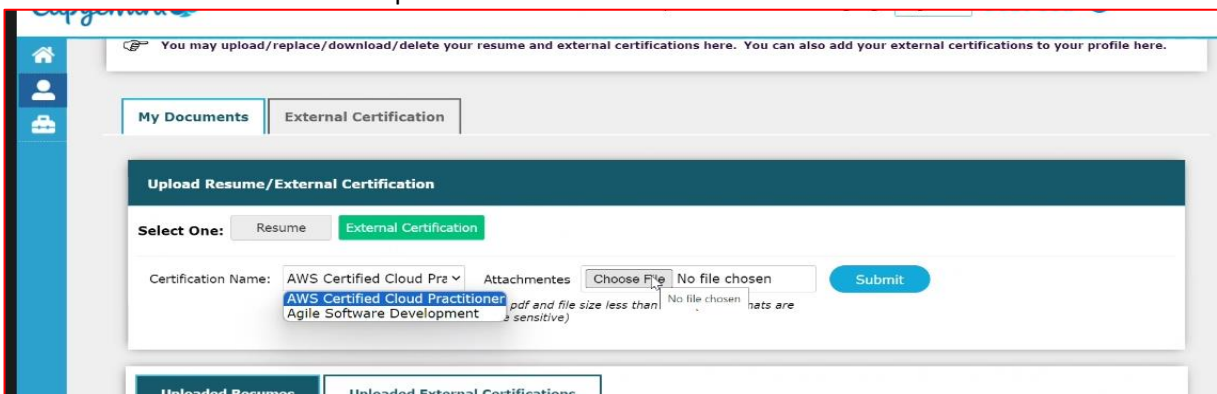 You may upload/replace/download/delete your resume and external certifications here. You can also add your external certifications to your profile here.
My Documents
External Certification
Upload Resume/External Certification
Select One:
Resume
External Certification
Certification Name:
AWS Certified Cloud Pra
Attachmentes
Choose File
No file chosen
Submit
AWS Certified Cloud Practitioner
Agile Software Development
pdf and file size less than
No file chosen
sensitive)
Uploaded Resumes
Uploaded External Certifications